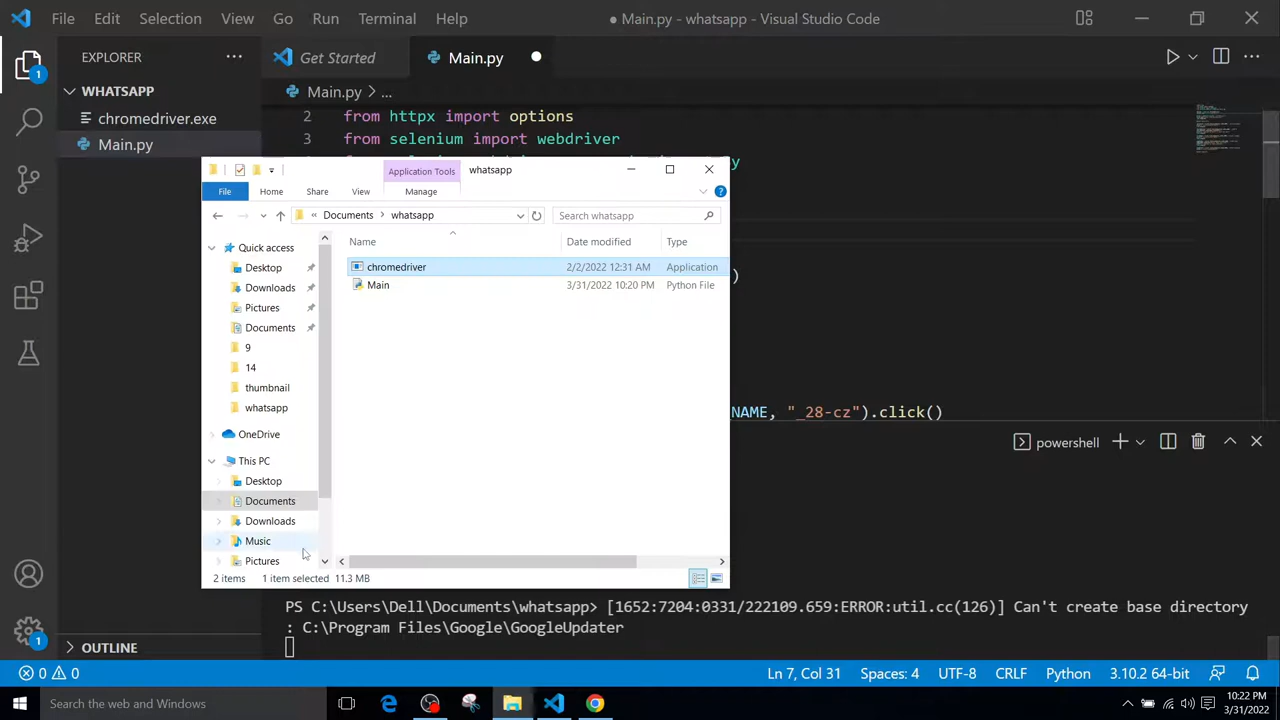 File Edit Selection View Go Run Terminal Help
● Main.py - whatsapp - Visual Studio Code
EXPLORER
Get Started
Main.py
WHATSAPP
chromedriver.exe
Main.py
Main.py > ...
2 from httpx import options
3 from selenium import webdriver
y
)
NAME, "_28-cz").click()
Application Tools
whatsapp
File Home Share View Manage
« Documents > whatsapp
Search whatsapp
Name Date modified Type
chromedriver 2/2/2022 12:31 AM Application
Main 3/31/2022 10:20 PM Python File
Quick access
Desktop
Downloads
Pictures
Documents
9
14
thumbnail
whatsapp
OneDrive
This PC
Desktop
Documents
Downloads
Music
Pictures
2 items 1 item selected 11.3 MB
powershell
PS C:\Users\Dell\Documents\whatsapp> [1652:7204:0331/222109.659:ERROR:util.cc(126)] Can't create base directory
: C:\Program Files\Google\GoogleUpdater
OUTLINE
1
1
0 0
Ln 7, Col 31 Spaces: 4 UTF-8 CRLF Python 3.10.2 64-bit
Search the web and Windows
10:22 PM
3/31/2022